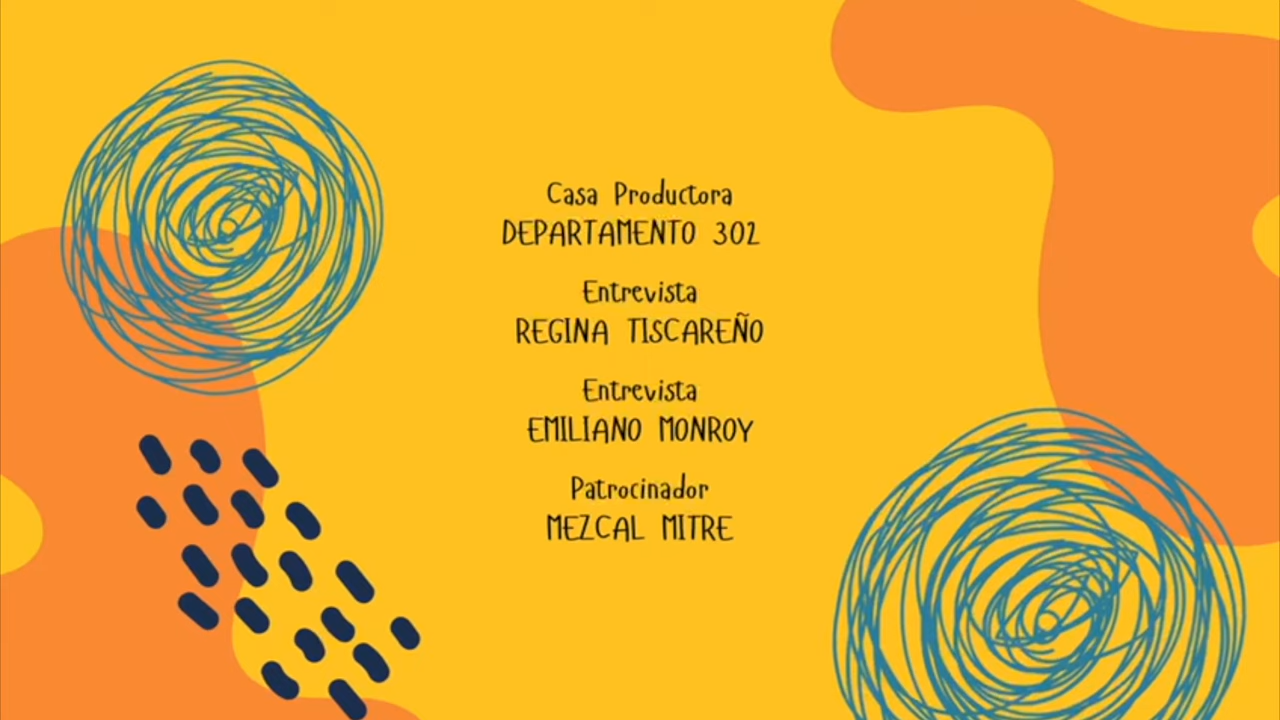 Casa Productora
DEPARTAMENTO 302
Entrevista
REGINA TISCAREÑO
Entrevista
EMILIANO MONROY
Patrocinador
MEZCAL MITRE